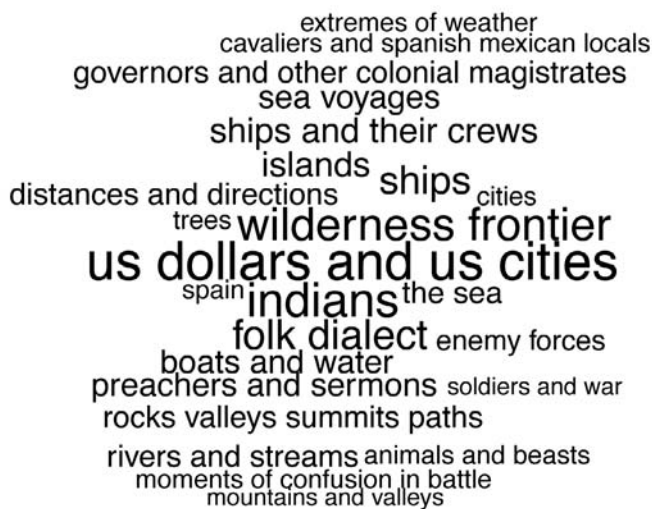 extremes of weather
cavaliers and spanish mexican locals
governors and other colonial magistrates
sea voyages
ships and their crews
islands
ships
distances and directions
cities
trees
wilderness frontier
us dollars and us cities
spain
indians
the sea
folk dialect
enemy forces
boats and water
preachers and sermons
soldiers and war
rocks valleys summits paths
rivers and streams
animals and beasts
moments of confusion in battle
mountains and valleys